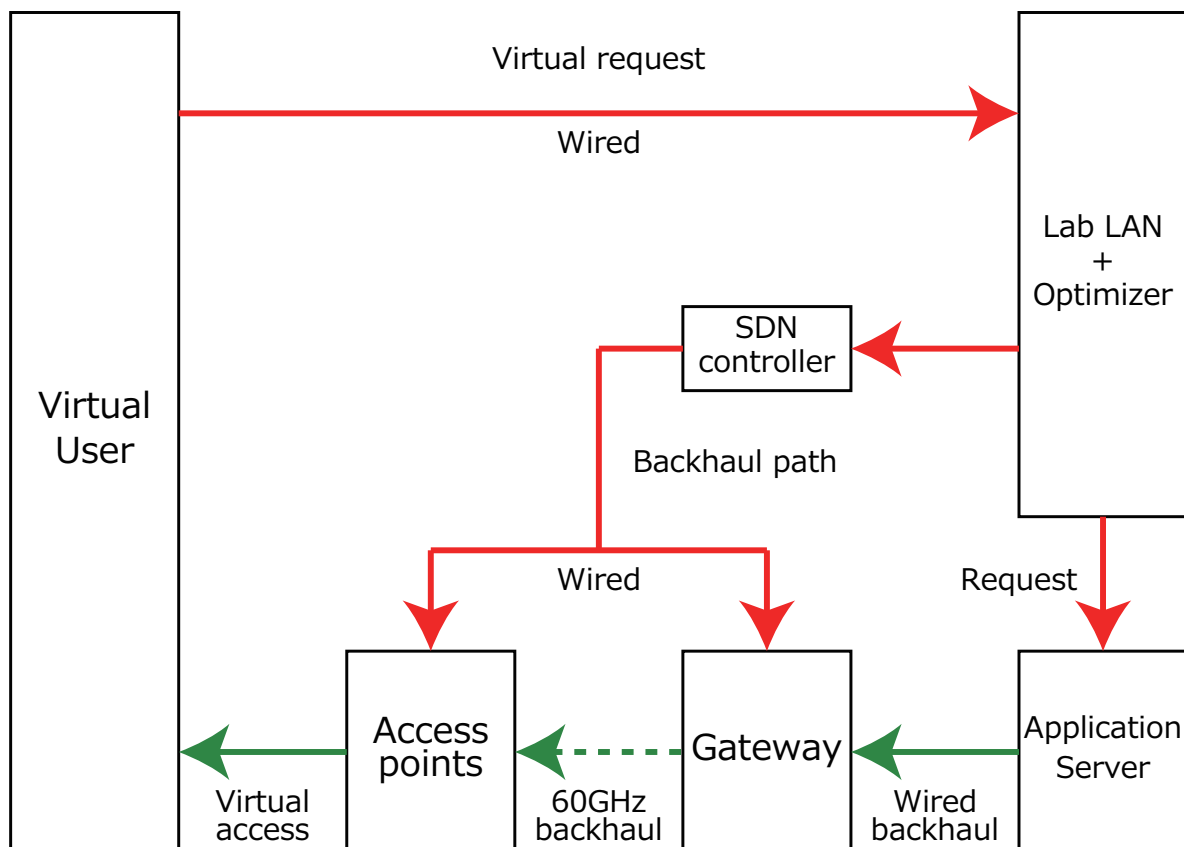 Virtual request
Wired
Lab LAN
+
Optimizer
SDN
controller
Virtual
User
Backhaul path
Wired
Request
Access
points
Gateway
Application
Server
Virtual
access
60GHz
backhaul
Wired
backhaul